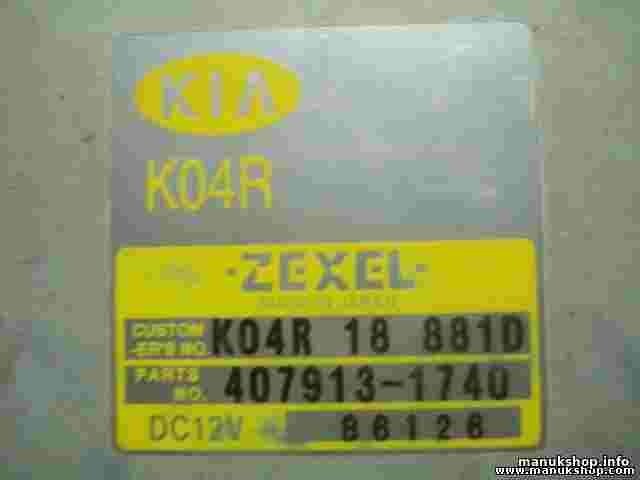 KIA
K04R
ZEXEL
CUSTOM
-ER'S NO. K04R 18 881D
PARTS
NO. 407913-1740
DC12V 86126
manukshop.info
www.manukshop.com